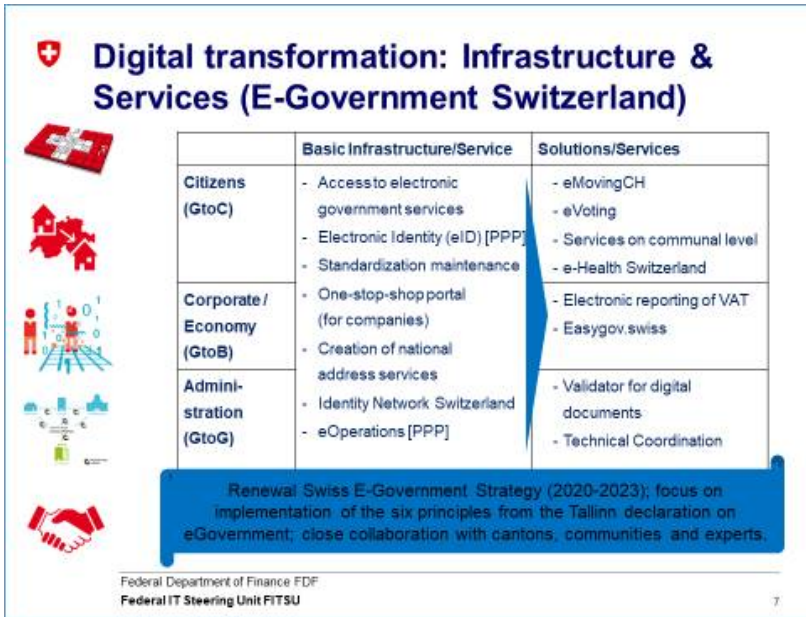 Digital transformation: Infrastructure &
Services (E-Government Switzerland)
Basic Infrastructure/Service
Solutions/Services
Citizens
(GtoC)
- Access to electronic
government services
- Electronic Identity (eID) [PPP]
- Standardization maintenance
- One-stop-shop portal
(for companies)
- Creation of national
address services
- Identity Network Switzerland
- eOperations [PPP]
- eMovingCH
- eVoting
- Services on communal level
- e-Health Switzerland
Corporate /
Economy
(GtoB)
- Electronic reporting of VAT
- Easygov.swiss
Admini-
stration
(GtoG)
- Validator for digital
documents
- Technical Coordination
Renewal Swiss E-Government Strategy (2020-2023); focus on
implementation of the six principles from the Tallinn declaration on
eGovernment; close collaboration with cantons, communities and experts.
Federal Department of Finance FDF
Federal IT Steering Unit FITSU
7